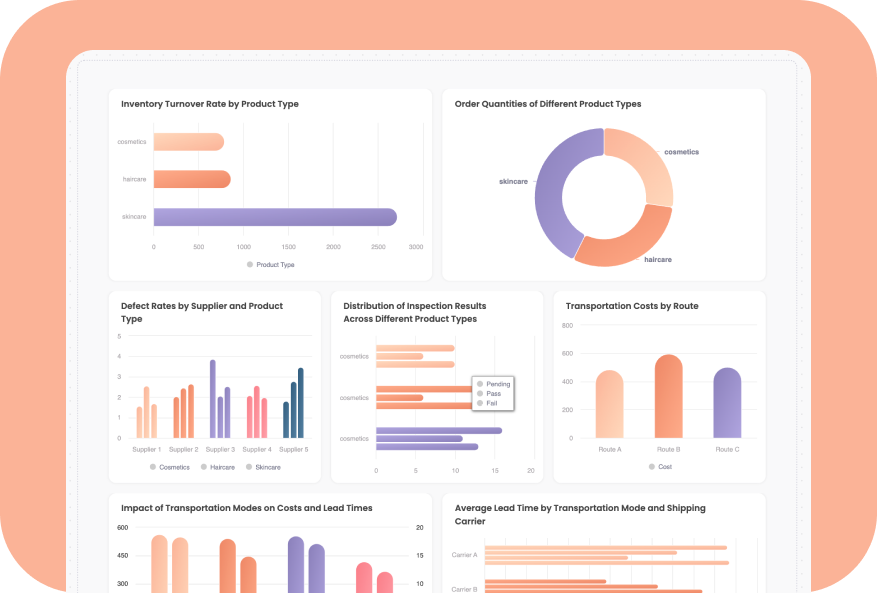 Inventory Turnover Rate by Product Type
cosmetics
haircare
skincare
0 500 1000 1500 2000 2500 3000
Product Type
Order Quantities of Different Product Types
cosmetics
skincare
haircare
Defect Rates by Supplier and Product
Type
5
4
3
2
1
0
Supplier 1 Supplier 2 Supplier 3 Supplier 4 Supplier 5
Cosmetics Haircare Skincare
Distribution of Inspection Results
Across Different Product Types
cosmetics
cosmetics
cosmetics
Pending
Pass
Fail
0 5 10 15 20
Transportation Costs by Route
800
600
400
200
0
Route A Route B Route C
Cost
Impact of Transportation Modes on Costs and Lead Times
600 20
450 15
300 10
Average Lead Time by Transportation Mode and Shipping
Carrier
Carrier A
Carrier B